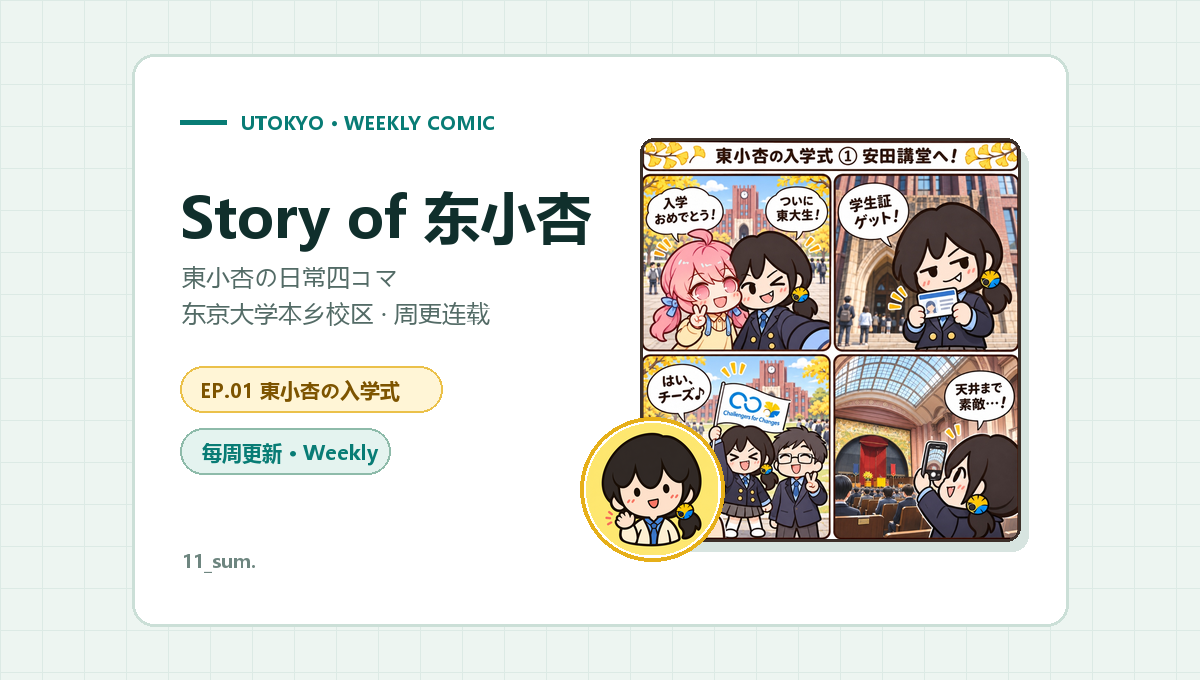 UTOKYO • WEEKLY COMIC
Story of 东小杏
東小杏の日常四コマ
东京大学本乡校区 · 周更连载
EP.01 東小杏の入学式
每周更新 • Weekly
11_sum.
東小杏の入学式 ① 安田講堂へ!
入学
おめでとう!
ついに
東大生!
学生証
ゲット!
はい、
チーズ♪
Challengers for Changes
天井まで
素敵…!